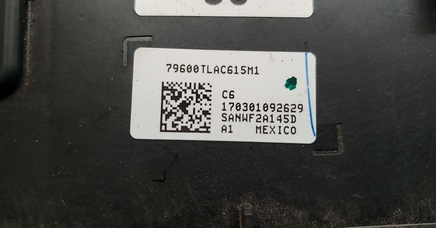 79600TLAC615M1
C6
170301092629
SANWF2A145D
A1 MEXICO